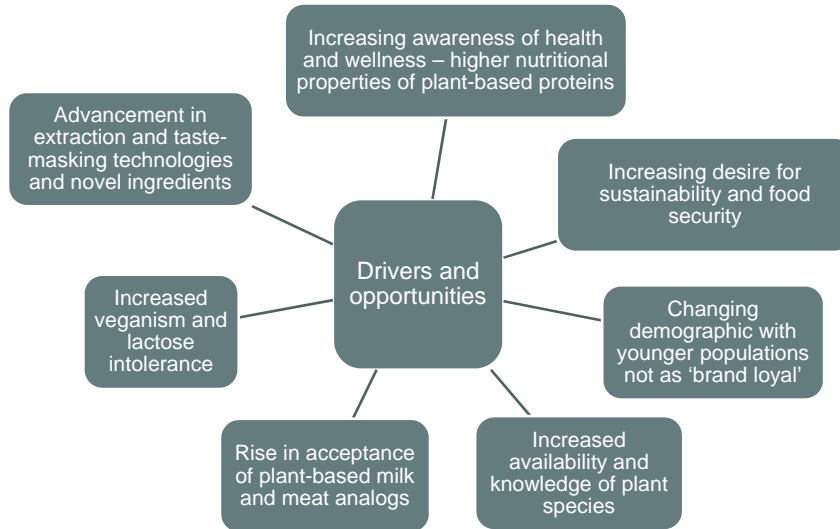 Increasing awareness of health
and wellness – higher nutritional
properties of plant-based proteins
Advancement in
extraction and taste-
masking technologies
and novel ingredients
Increasing desire for
sustainability and food
security
Drivers and
opportunities
Increased
veganism and
lactose
intolerance
Changing
demographic with
younger populations
not as ‘brand loyal’
Rise in acceptance
of plant-based milk
and meat analogs
Increased
availability and
knowledge of plant
species